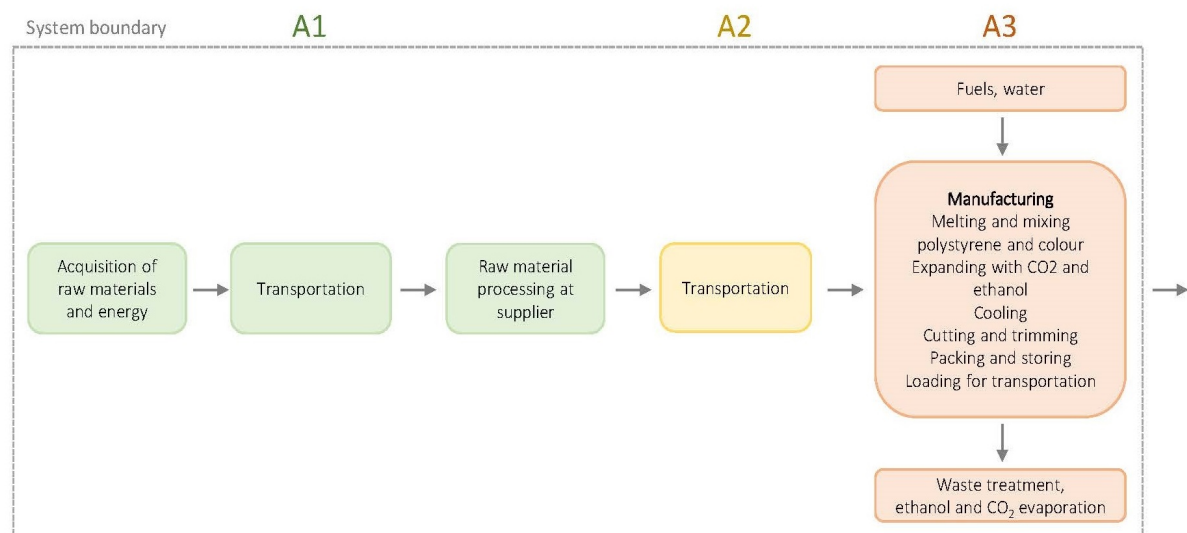 System boundary
A1
A2
A3
Fuels, water
Acquisition of
raw materials
and energy
Transportation
Raw material
processing at
supplier
Transportation
Manufacturing
Melting and mixing
polystyrene and colour
Expanding with CO2 and
ethanol
Cooling
Cutting and trimming
Packing and storing
Loading for transportation
Waste treatment,
ethanol and CO₂ evaporation